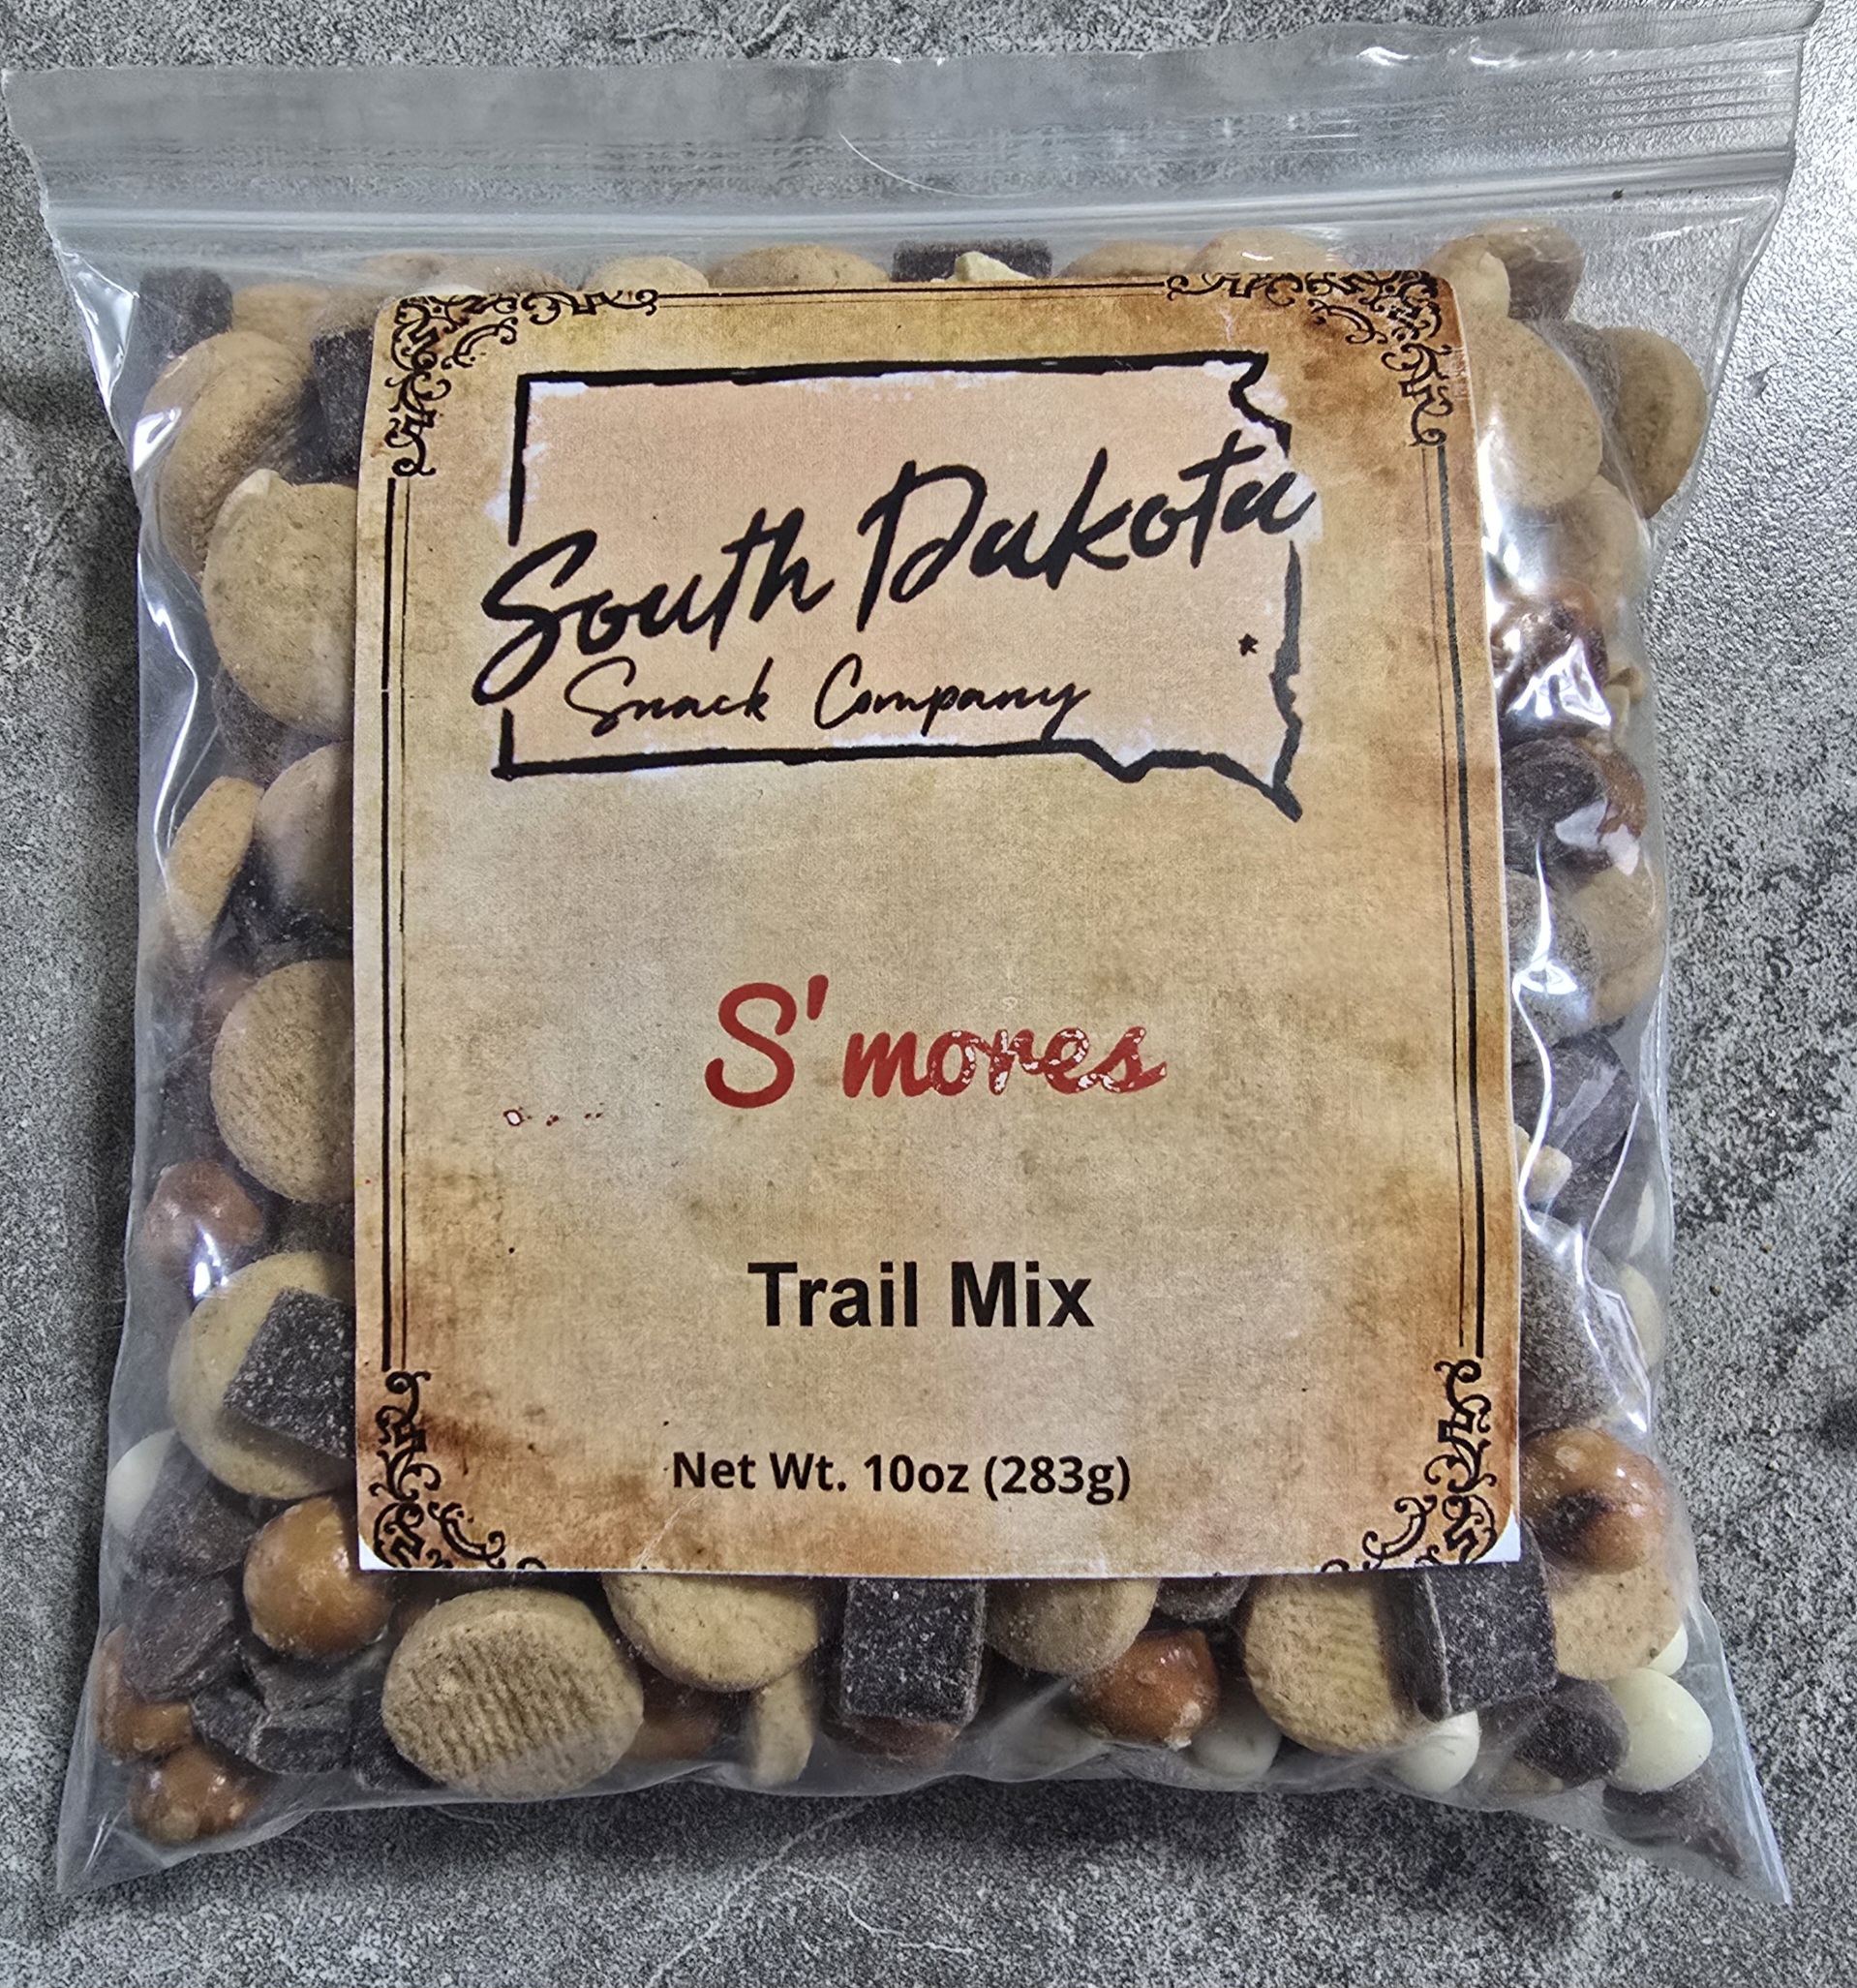 South Dakota
Snack Company
S'mores
Trail Mix
Net Wt. 10oz (283g)